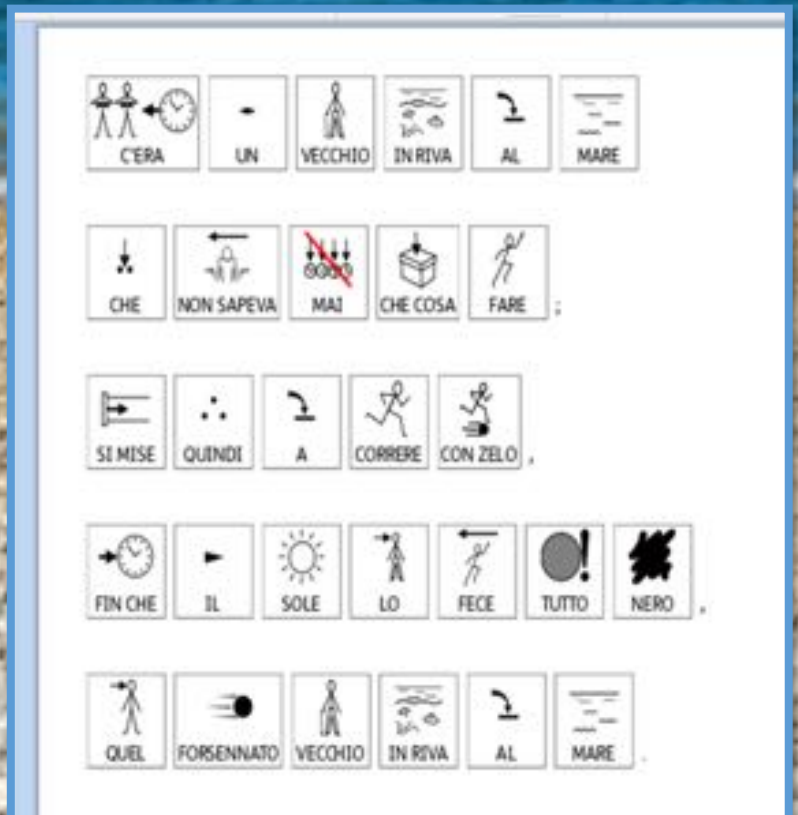 C'ERA UN VECCHIO IN RIVA AL MARE
CHE NON SAPEVA MAI CHE COSA FARE ;
SI MISE QUINDI A CORRERE CON ZELO ,
FIN CHE IL SOLE LO FECE TUTTO NERO ,
QUEL FORSENNATO VECCHIO IN RIVA AL MARE .